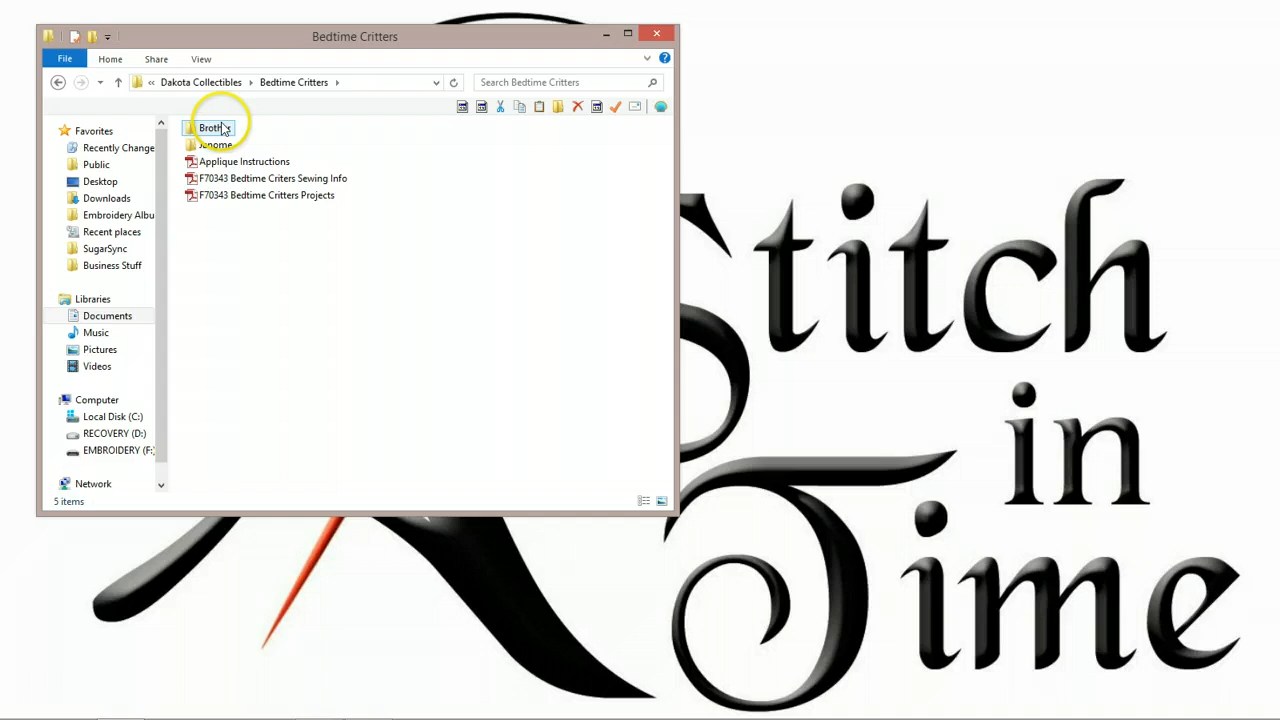 Bedtime Critters
File Home Share View
« Dakota Collectibles Bedtime Critters Search Bedtime Critters
Favorites
Recently Change
Public
Desktop
Downloads
Embroidery Albu
Recent places
SugarSync
Business Stuff
Libraries
Documents
Music
Pictures
Videos
Computer
Local Disk (C:)
RECOVERY (D:)
EMBROIDERY (F:)
Network
Janome
Applique Instructions
F70343 Bedtime Criters Sewing Info
F70343 Bedtime Critters Projects
5 items
Stitch
in
Time